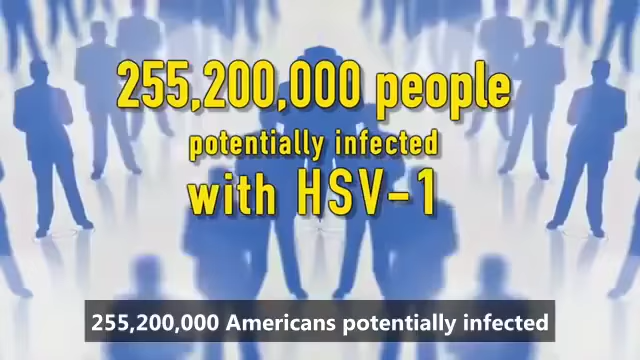 255,200,000 people
potentially infected
with HSV-1
255,200,000 Americans potentially infected